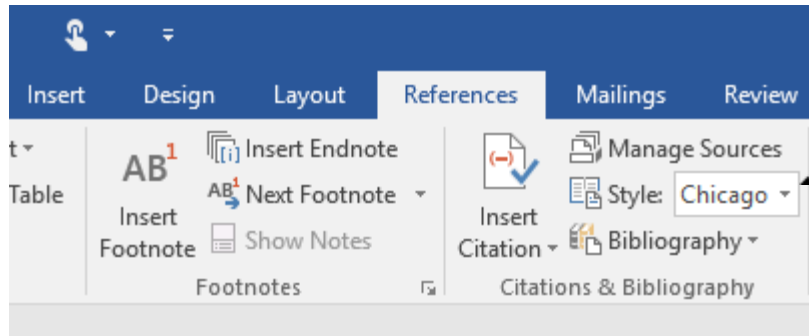 Insert Design Layout References Mailings Review
t
Table
AB1
Insert
Footnote
[i] Insert Endnote
AB1 Next Footnote
Show Notes
Footnotes
(-)
Insert
Citation
Manage Sources
Style: Chicago
Bibliography
Citations & Bibliography